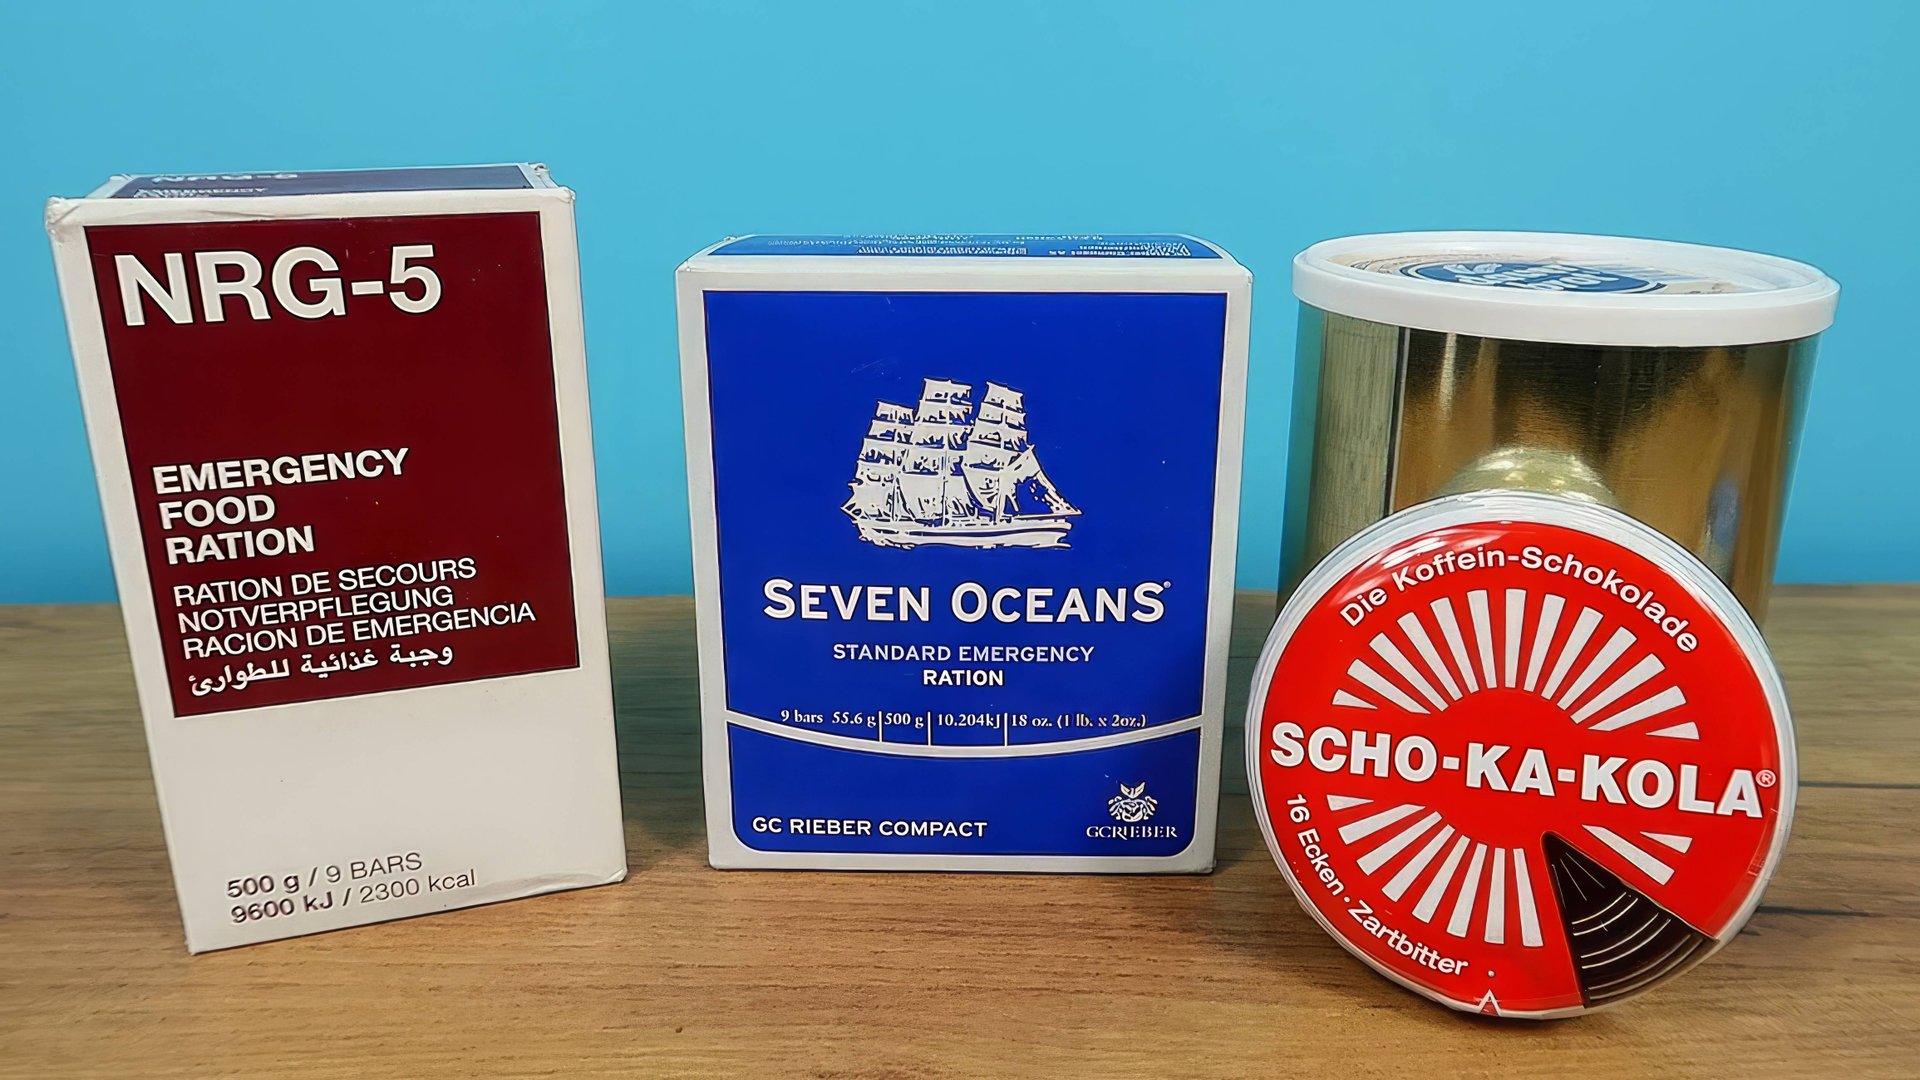 NRG-5
EMERGENCY
FOOD
RATION
RATION DE SECOURS
NOTVERPFLEGUNG
RACION DE EMERGENCIA
وجبة غذائية للطوارئ
500 g / 9 BARS
9600 kJ / 2300 kcal
SEVEN OCEANS®
STANDARD EMERGENCY
RATION
9 bars 55.6 g | 500 g | 10.204kJ | 18 oz. (1 lb. x 2oz.)
GC RIEBER COMPACT
GCRIEBER
Die Koffein-Schokolade
SCHO-KA-KOLA®
16 Ecken · Zartbitter